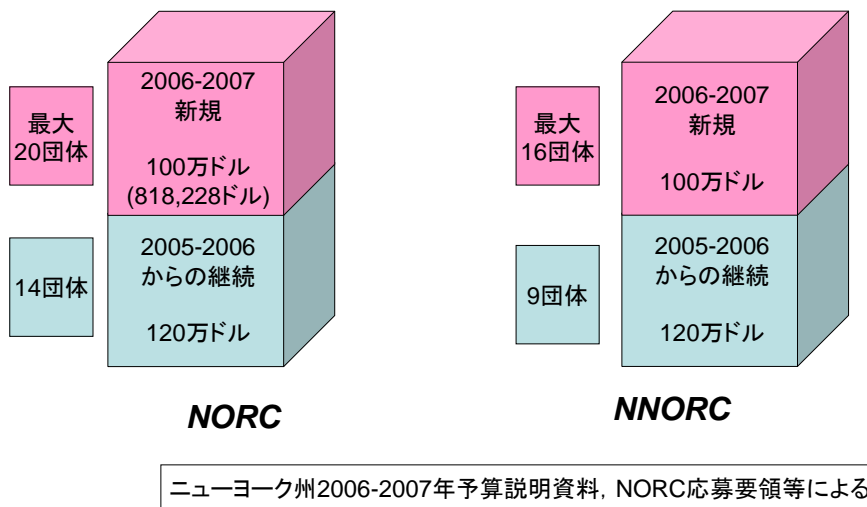 最大
20団体
2006-2007
新規
100万ドル
(818,228ドル)
14団体
2005-2006
からの継続
120万ドル
NORC
最大
16団体
2006-2007
新規
100万ドル
9団体
2005-2006
からの継続
120万ドル
NNORC
ニューヨーク州2006-2007年予算説明資料, NORC応募要領等による